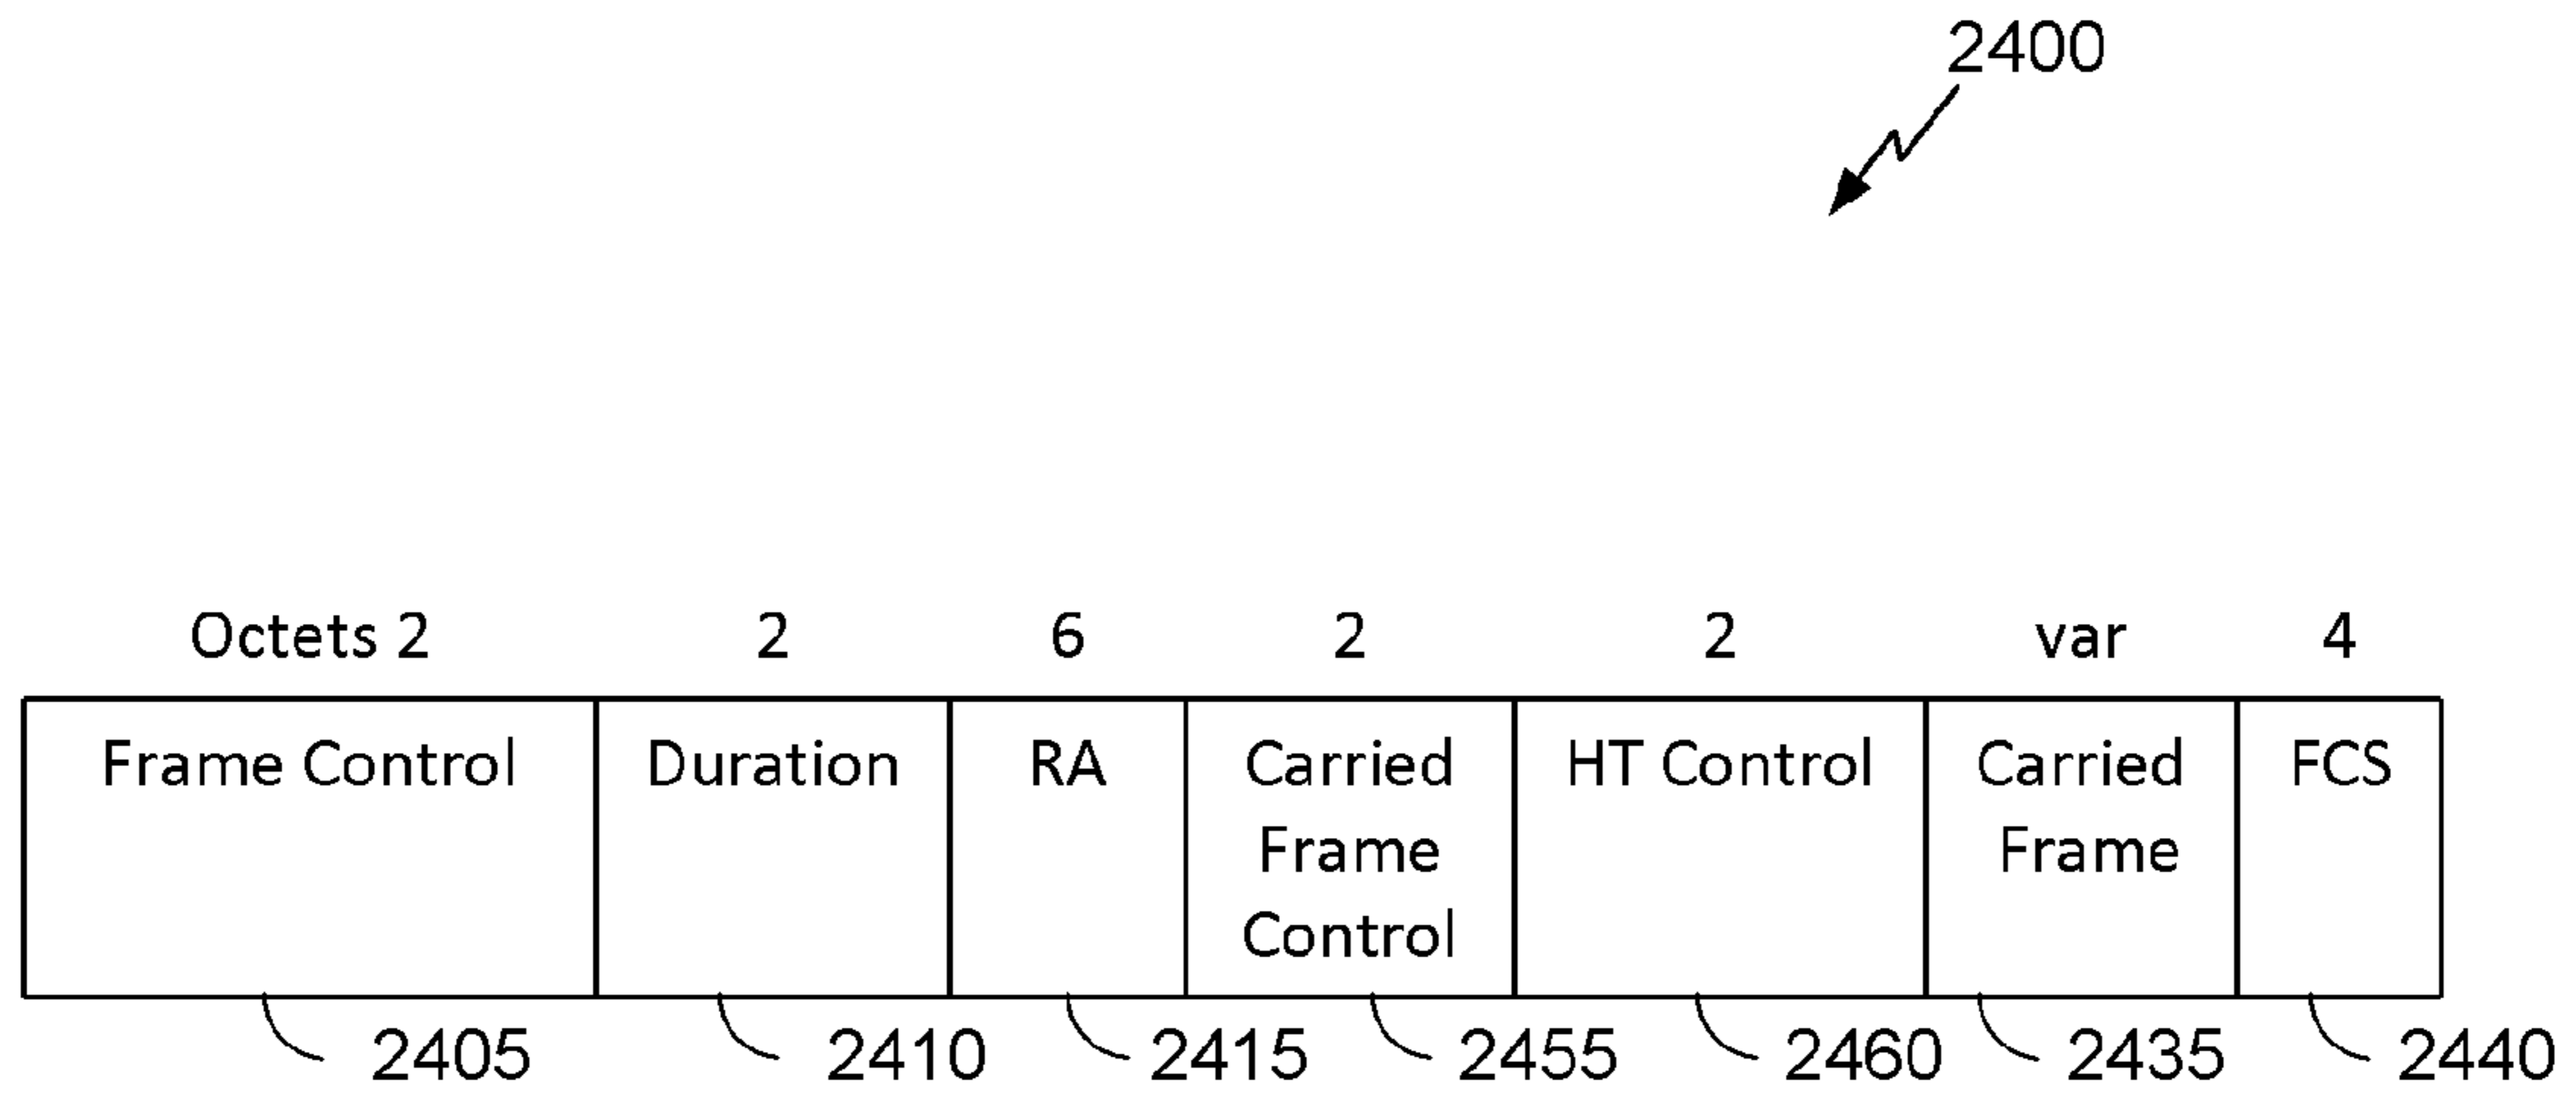 2400
Octets 2 2 6 2 2 var 4
Frame Control Duration RA Carried HT Control Carried FCS
Frame Frame
Control
2405 2410 2415 2455 2460 2435 2440